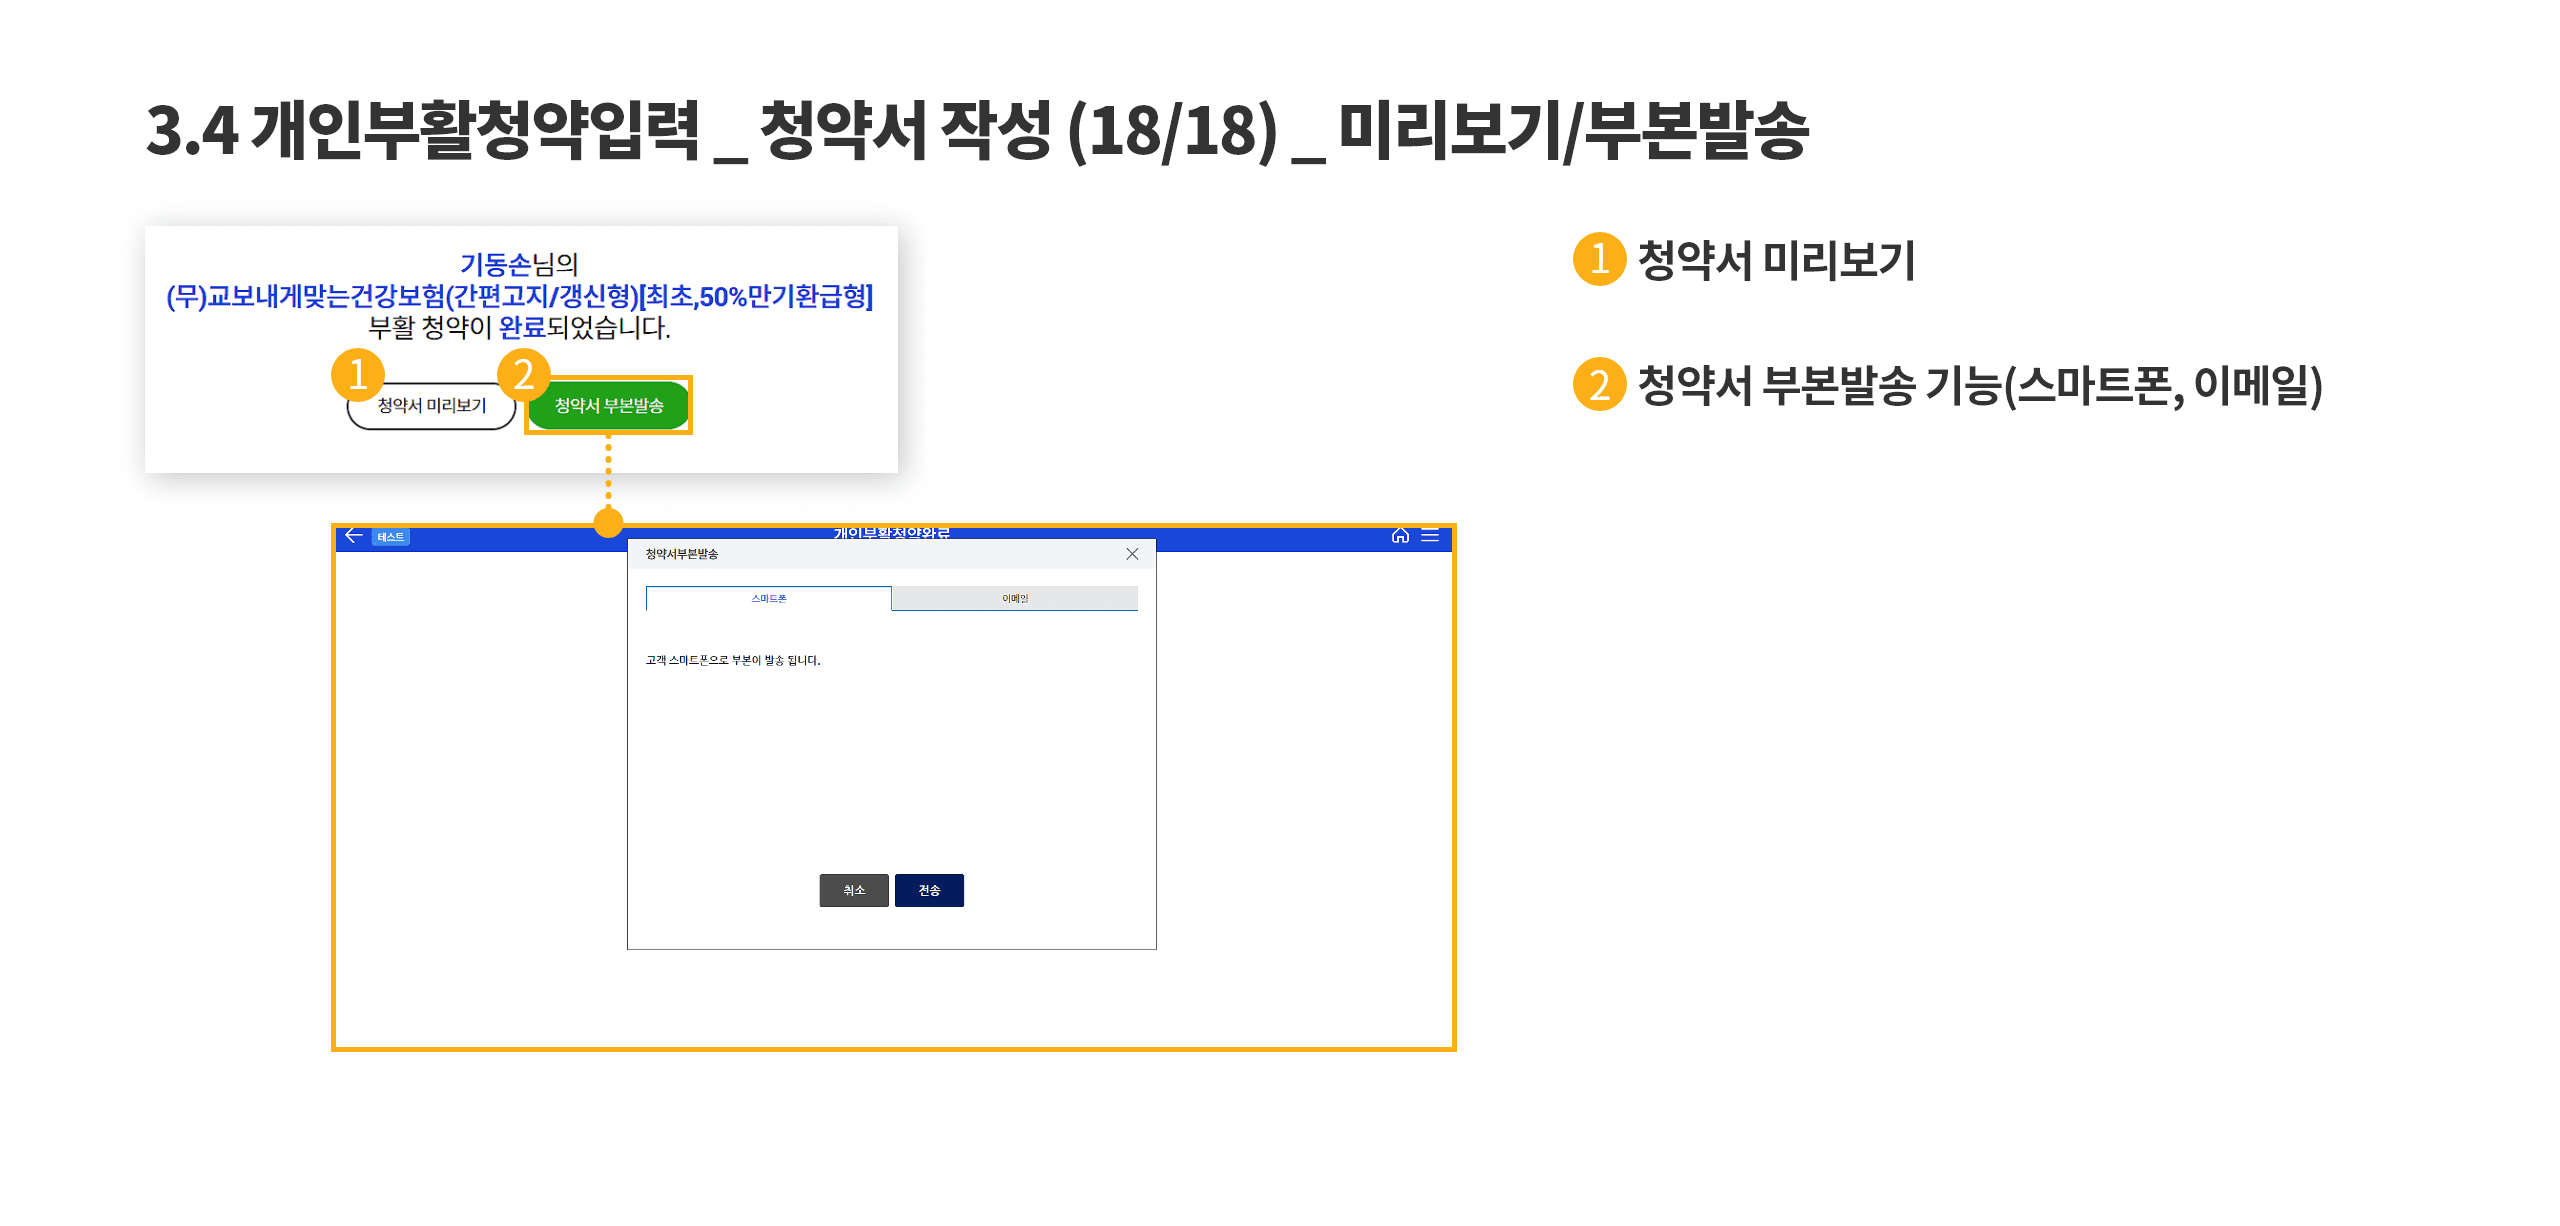 3.4 개인부활청약입력 _ 청약서 작성 (18/18) _ 미리보기/부본발송
기동손님의
(무)교보내게맞는건강보험(간편고지/갱신형)[최초,50%만기환급형]
부활 청약이 완료되었습니다.
1
2
청약서 미리보기
청약서 부본발송
1 청약서 미리보기
2 청약서 부본발송 기능(스마트폰, 이메일)
테스트
개인부활청약완료
청약서부본발송
스마트폰
이메일
고객 스마트폰으로 부본이 발송 됩니다.
취소
전송